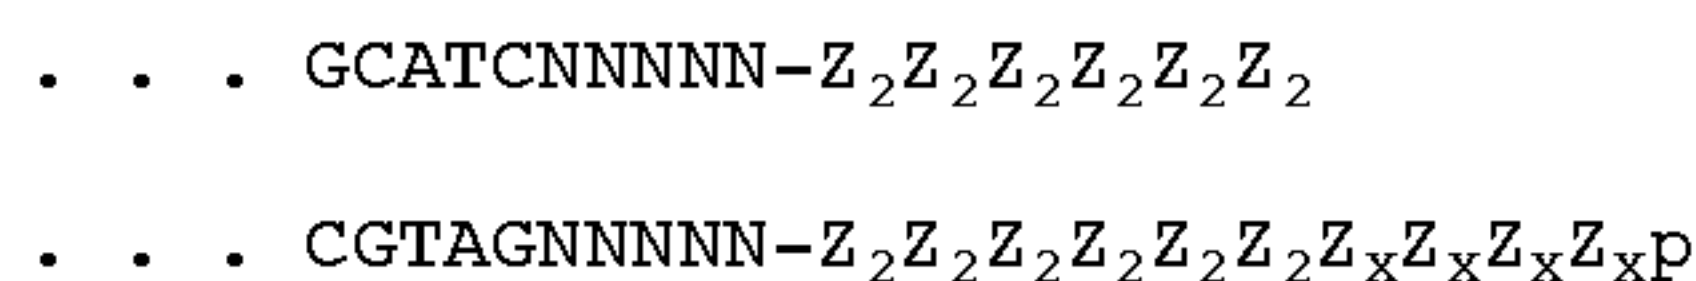 . . . GCATCNNNNN-Z₂Z₂Z₂Z₂Z₂Z₂
. . . CGTAGNNNNN-Z₂Z₂Z₂Z₂Z₂Z₂ZₓZₓZₓZₓp